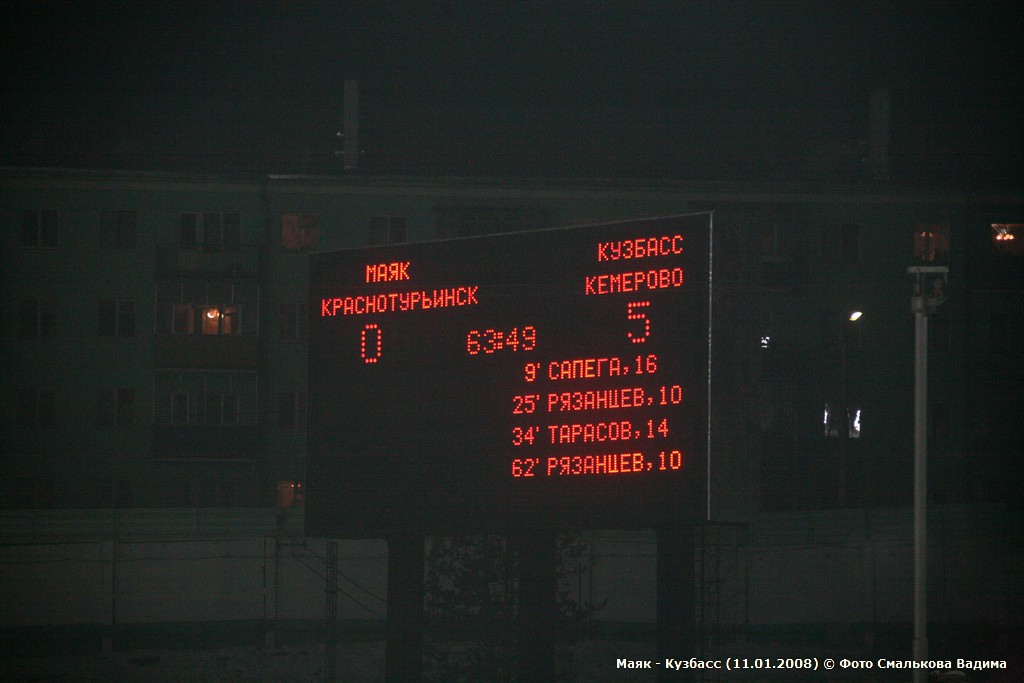 МАЯК
КРАСНОТУРЬИНСК
0
КУЗБАСС
КЕМЕРОВО
5
63:49
9' САПЕГА,16
25' РЯЗАНЦЕВ,10
34' ТАРАСОВ,14
62' РЯЗАНЦЕВ,10
Маяк - Кузбасс (11.01.2008) © Фото Смалькова Вадима